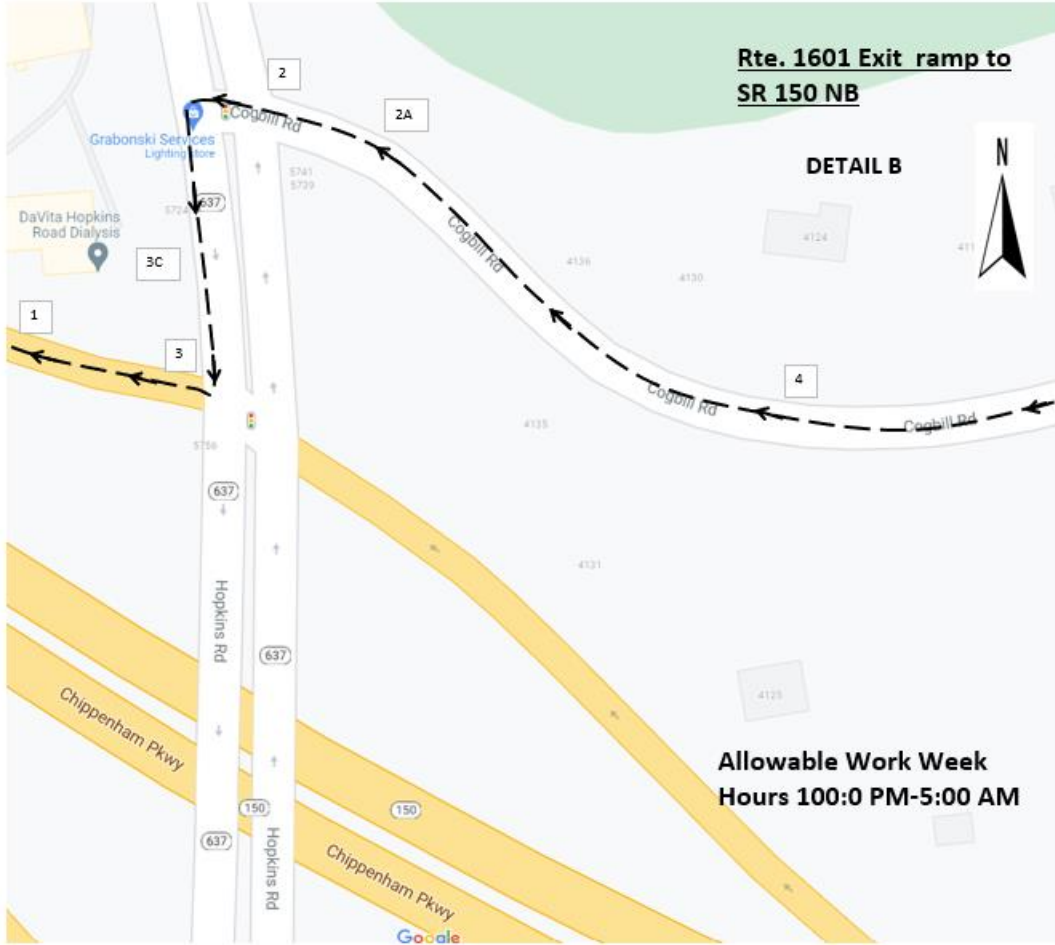 Rte. 1601 Exit ramp to
SR 150 NB
2
2A
Cogbill Rd
Grabonski Services
Lighting store
DETAIL B
N
5741
5739
637
DaVita Hopkins
Road Dialysis
3C
Cogbill Rd
4124
411
4136
4130
1
3
4
Cogbill Rd
Cogbill Rd
4135
5756
637
4131
Hopkins Rd
637
4125
Chippenham Pkwy
Allowable Work Week
Hours 100:0 PM-5:00 AM
150
150
637
Hopkins Rd
Chippenham Pkwy
Google